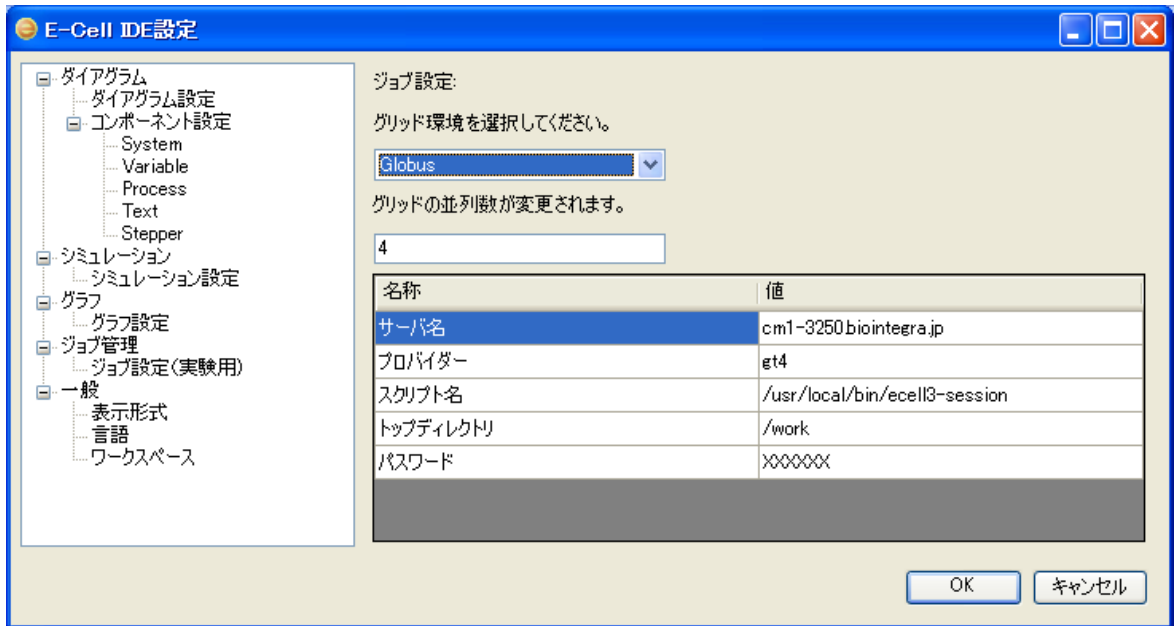 E-Cell IDE設定
ダイアグラム
ダイアグラム設定
コンポーネント設定
System
Variable
Process
Text
Stepper
シミュレーション
シミュレーション設定
グラフ
グラフ設定
ジョブ管理
ジョブ設定(実験用)
一般
表示形式
言語
ワークスペース
ジョブ設定:
グリッド環境を選択してください。
Globus
グリッドの並列数が変更されます。
4
名称 値
サーバ名 cm1-3250.biointegra.jp
プロバイダー gt4
スクリプト名 /usr/local/bin/ecell3-session
トップディレクトリ /work
パスワード XXXXXXX
OK キャンセル